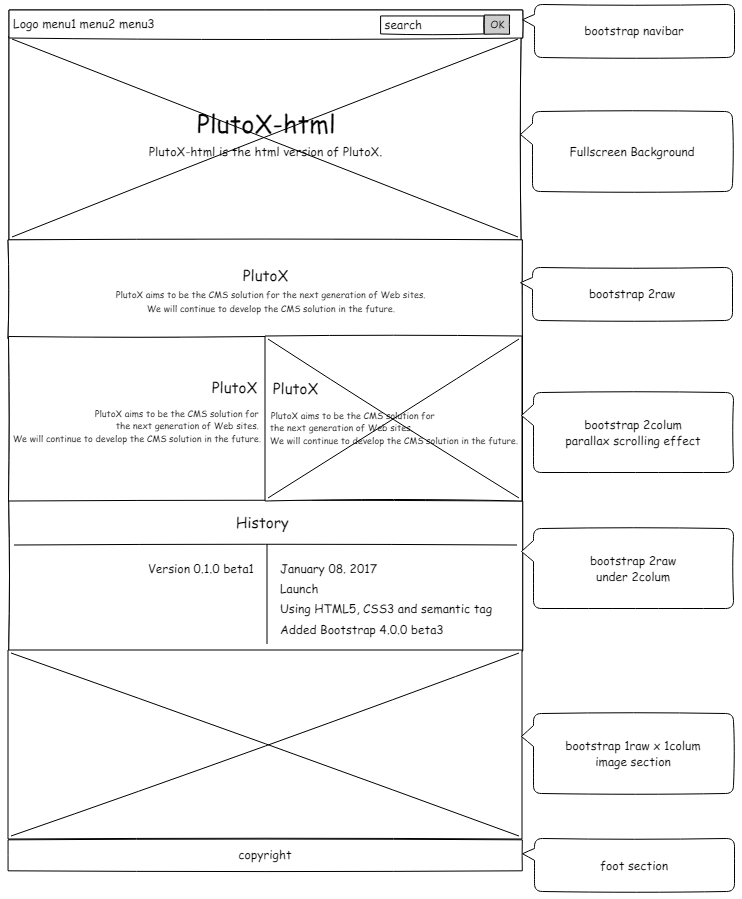 Logo menu1 menu2 menu3
search
OK
bootstrap navibar
PlutoX-html
PlutoX-html is the html version of PlutoX.
Fullscreen Background
PlutoX
PlutoX aims to be the CMS solution for the next generation of Web sites.
We will continue to develop the CMS solution in the future.
bootstrap 2raw
PlutoX
PlutoX aims to be the CMS solution for
the next generation of Web sites.
We will continue to develop the CMS solution in the future.
PlutoX
PlutoX aims to be the CMS solution for
the next generation of Web sites.
We will continue to develop the CMS solution in the future.
bootstrap 2colum
parallax scrolling effect
History
Version 0.1.0 beta1
January 08. 2017
Launch
Using HTML5, CSS3 and semantic tag
Added Bootstrap 4.0.0 beta3
bootstrap 2raw
under 2colum
bootstrap 1raw x 1colum
image section
copyright
foot section